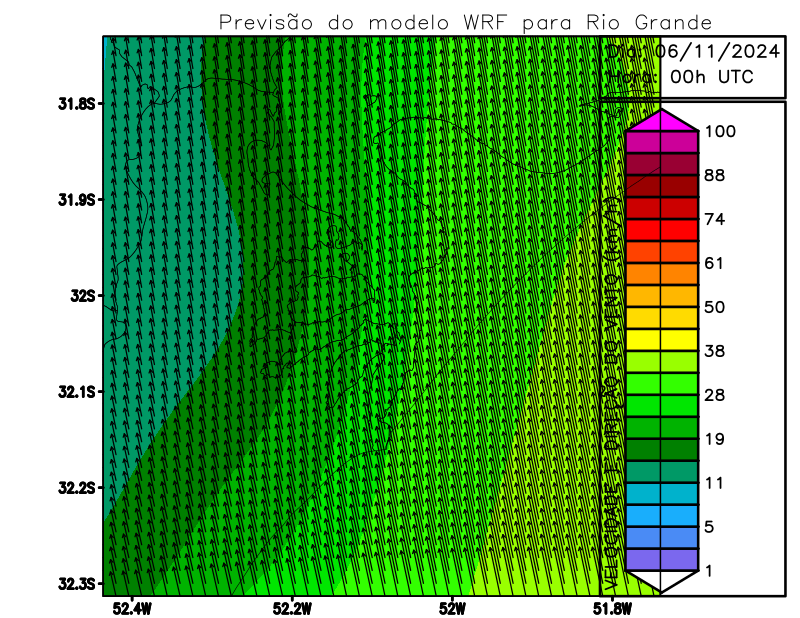 Previsão do modelo WRF para Rio Grande
Dia: 06/11/2024
Hora: 00h UTC
31.8S
31.9S
32S
32.1S
32.2S
32.3S
52.4W
52.2W
52W
51.8W
VELOCIDADE E DIREÇÃO DO VENTO (km/h)
100
88
74
61
50
38
28
19
11
5
1